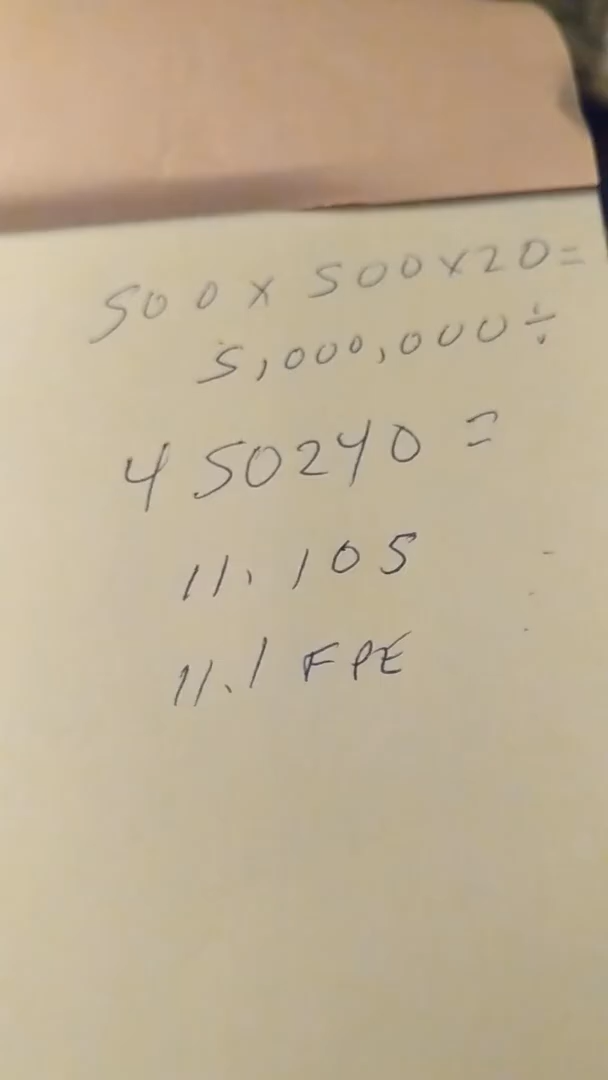 500 x 500 x 20 =
5,000,000 ÷
450240 =
11.105
11.1 FPE